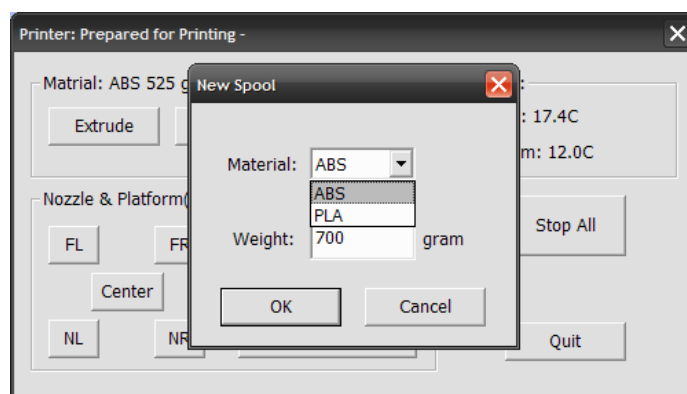 Printer: Prepared for Printing -
Matrial: ABS 525 g
Extrude
: 17.4C
m: 12.0C
New Spool
Material: ABS
ABS
PLA
Weight: 700 gram
OK Cancel
Nozzle & Platform(
FL FR
Center
NL NR
Stop All
Quit